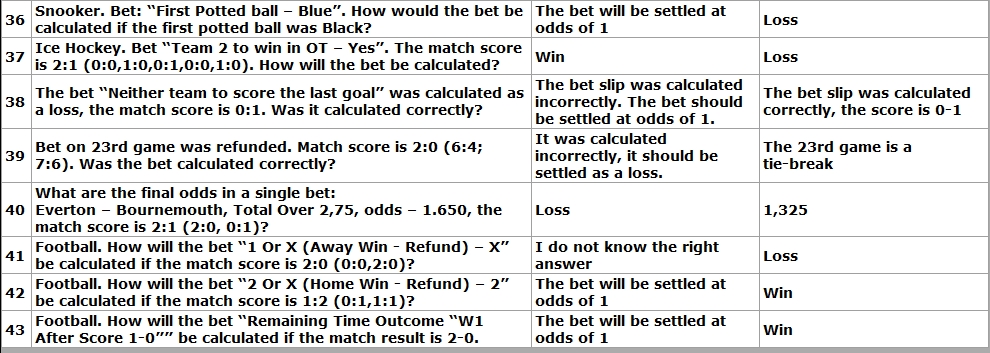 36 Snooker. Bet: “First Potted ball – Blue”. How would the bet be The bet will be settled at Loss
calculated if the first potted ball was Black? odds of 1
37 Ice Hockey. Bet “Team 2 to win in OT – Yes”. The match score Win Loss
is 2:1 (0:0,1:0,0:1,0:0,1:0). How will the bet be calculated?
38 The bet “Neither team to score the last goal” was calculated as The bet slip was calculated The bet slip was calculated
a loss, the match score is 0:1. Was it calculated correctly? incorrectly. The bet should correctly, the score is 0-1
be settled at odds of 1.
39 Bet on 23rd game was refunded. Match score is 2:0 (6:4; It was calculated The 23rd game is a
7:6). Was the bet calculated correctly? incorrectly, it should be tie-break
settled as a loss.
40 What are the final odds in a single bet: Loss 1,325
Everton – Bournemouth, Total Over 2,75, odds – 1.650, the
match score is 2:1 (2:0, 0:1)?
41 Football. How will the bet “1 Or X (Away Win - Refund) – X” I do not know the right Loss
be calculated if the match score is 2:0 (0:0,2:0)? answer
42 Football. How will the bet “2 Or X (Home Win - Refund) – 2” The bet will be settled at Win
be calculated if the match score is 1:2 (0:1,1:1)? odds of 1
43 Football. How will the bet “Remaining Time Outcome “W1 The bet will be settled at Win
After Score 1-0”” be calculated if the match result is 2-0. odds of 1